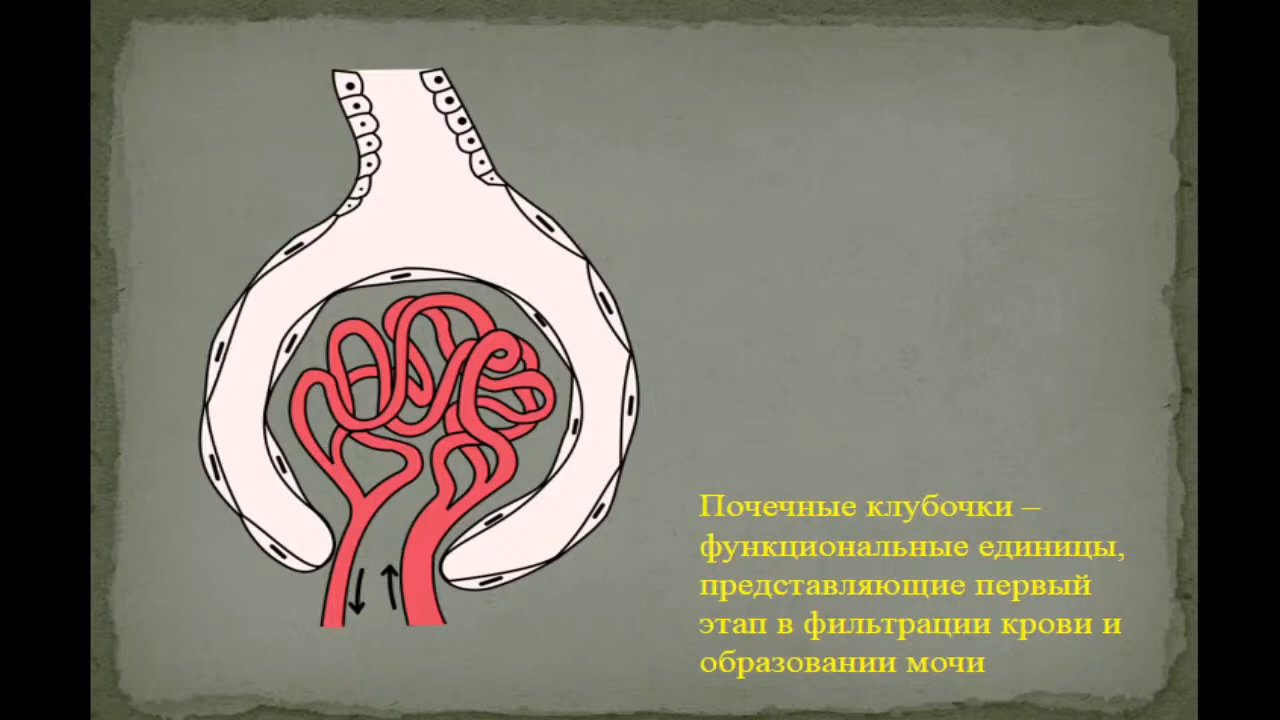 Почечные клубочки –
функциональные единицы,
представляющие первый
этап в фильтрации крови и
образовании мочи